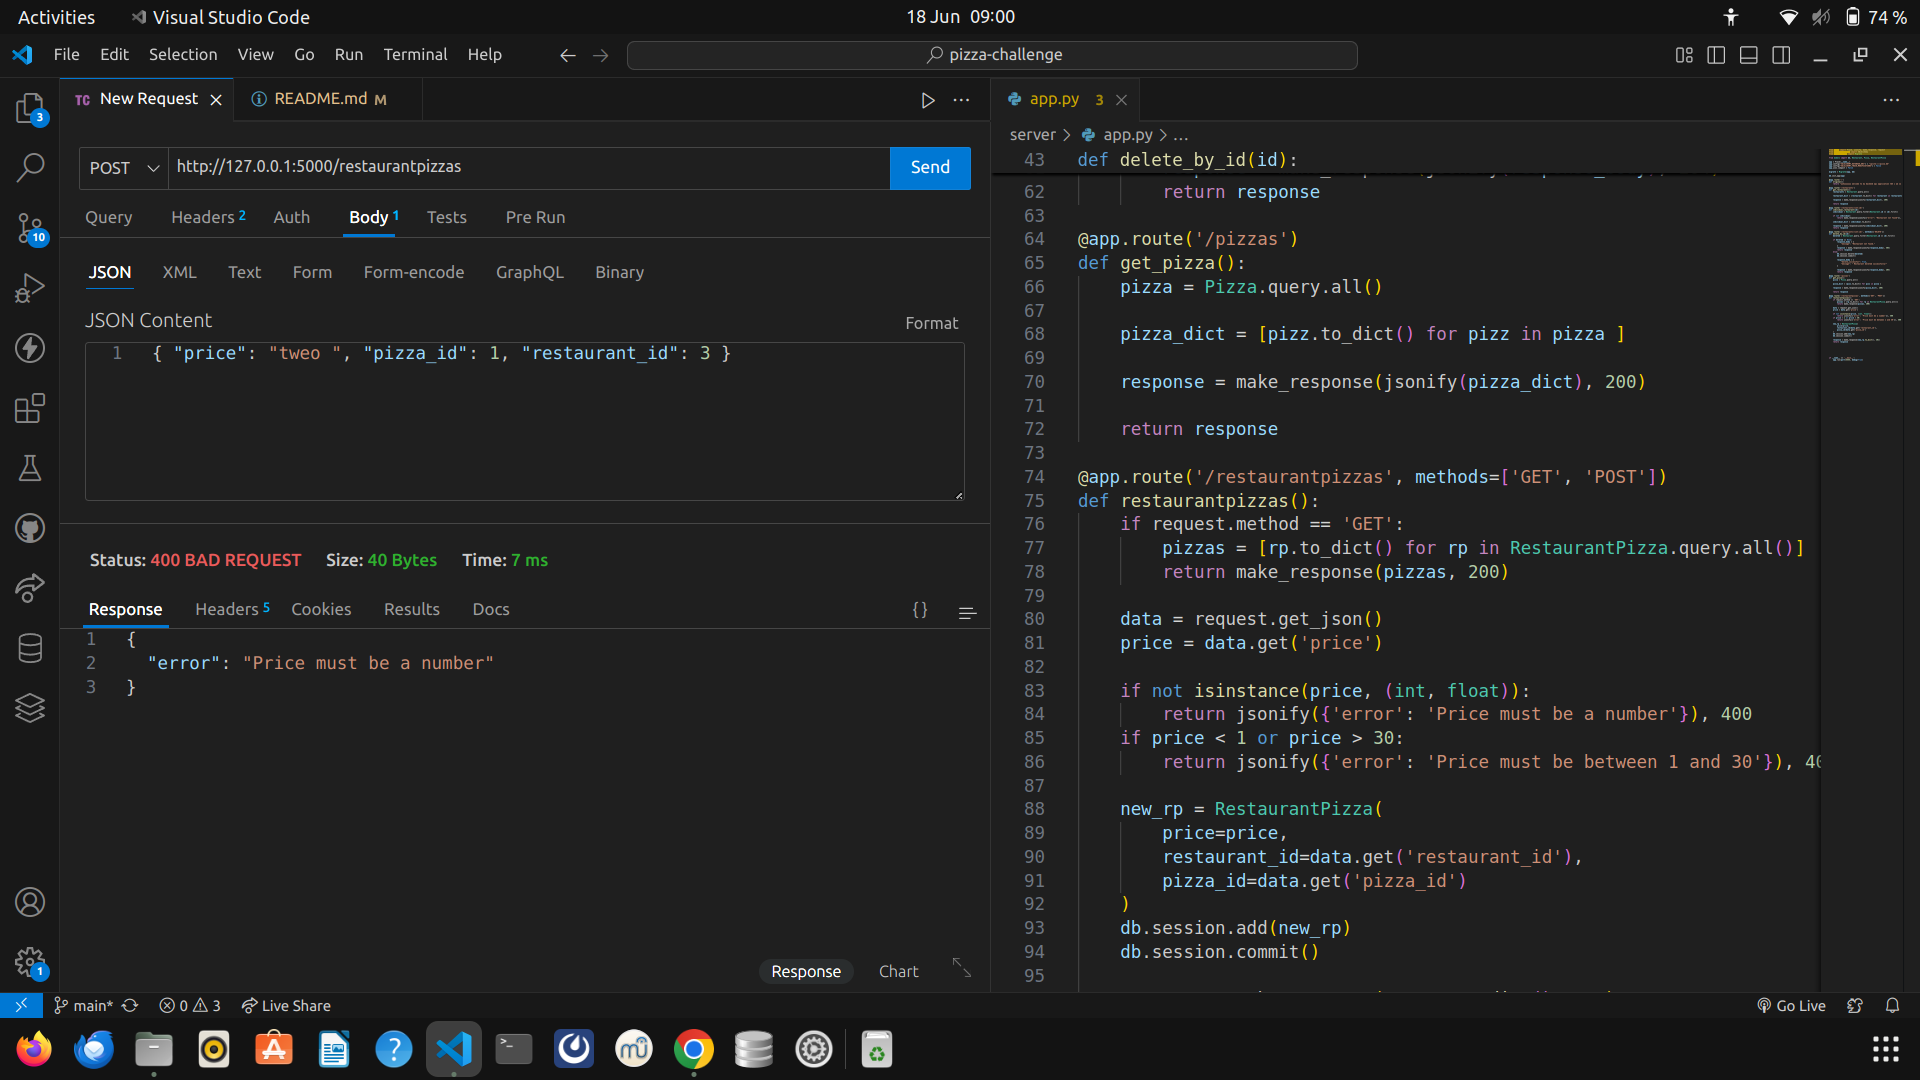 Activities
Visual Studio Code
18 Jun 09:00
74 %
File Edit Selection View Go Run Terminal Help
pizza-challenge
TC New Request
README.md M
app.py 3
3
10
1
POST
http://127.0.0.1:5000/restaurantpizzas
Send
Query Headers 2 Auth Body 1 Tests Pre Run
JSON XML Text Form Form-encode GraphQL Binary
JSON Content
Format
1 { "price": "tweo ", "pizza_id": 1, "restaurant_id": 3 }
Status: 400 BAD REQUEST Size: 40 Bytes Time: 7 ms
Response Headers 5 Cookies Results Docs
{}
1 {
2 "error": "Price must be a number"
3 }
Response Chart
server > app.py > ...
43 def delete_by_id(id):
62 return response
63
64 @app.route('/pizzas')
65 def get_pizza():
66 pizza = Pizza.query.all()
67
68 pizza_dict = [pizz.to_dict() for pizz in pizza ]
69
70 response = make_response(jsonify(pizza_dict), 200)
71
72 return response
73
74 @app.route('/restaurantpizzas', methods=['GET', 'POST'])
75 def restaurantpizzas():
76 if request.method == 'GET':
77 pizzas = [rp.to_dict() for rp in RestaurantPizza.query.all()]
78 return make_response(pizzas, 200)
79
80 data = request.get_json()
81 price = data.get('price')
82
83 if not isinstance(price, (int, float)):
84 return jsonify({'error': 'Price must be a number'}), 400
85 if price < 1 or price > 30:
86 return jsonify({'error': 'Price must be between 1 and 30'}), 40
87
88 new_rp = RestaurantPizza(
89 price=price,
90 restaurant_id=data.get('restaurant_id'),
91 pizza_id=data.get('pizza_id')
92 )
93 db.session.add(new_rp)
94 db.session.commit()
95
main* 0 3 Live Share
Go Live